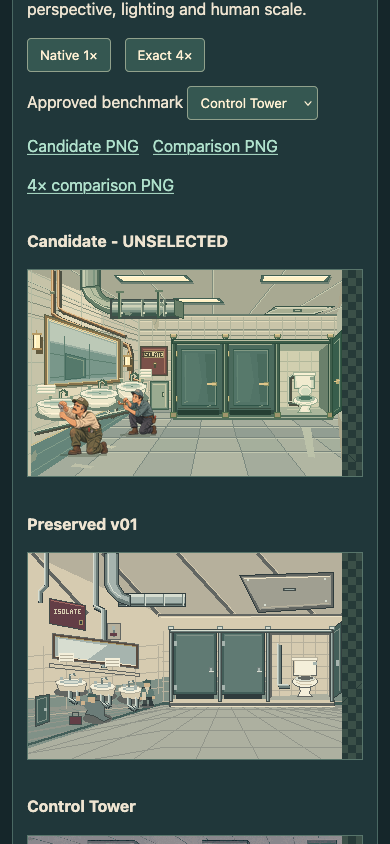 perspective, lighting and human scale.
Native 1× Exact 4×
Approved benchmark Control Tower
Candidate PNG Comparison PNG
4× comparison PNG
Candidate - UNSELECTED
ISOLATE
Preserved v01
ISOLATE
Control Tower